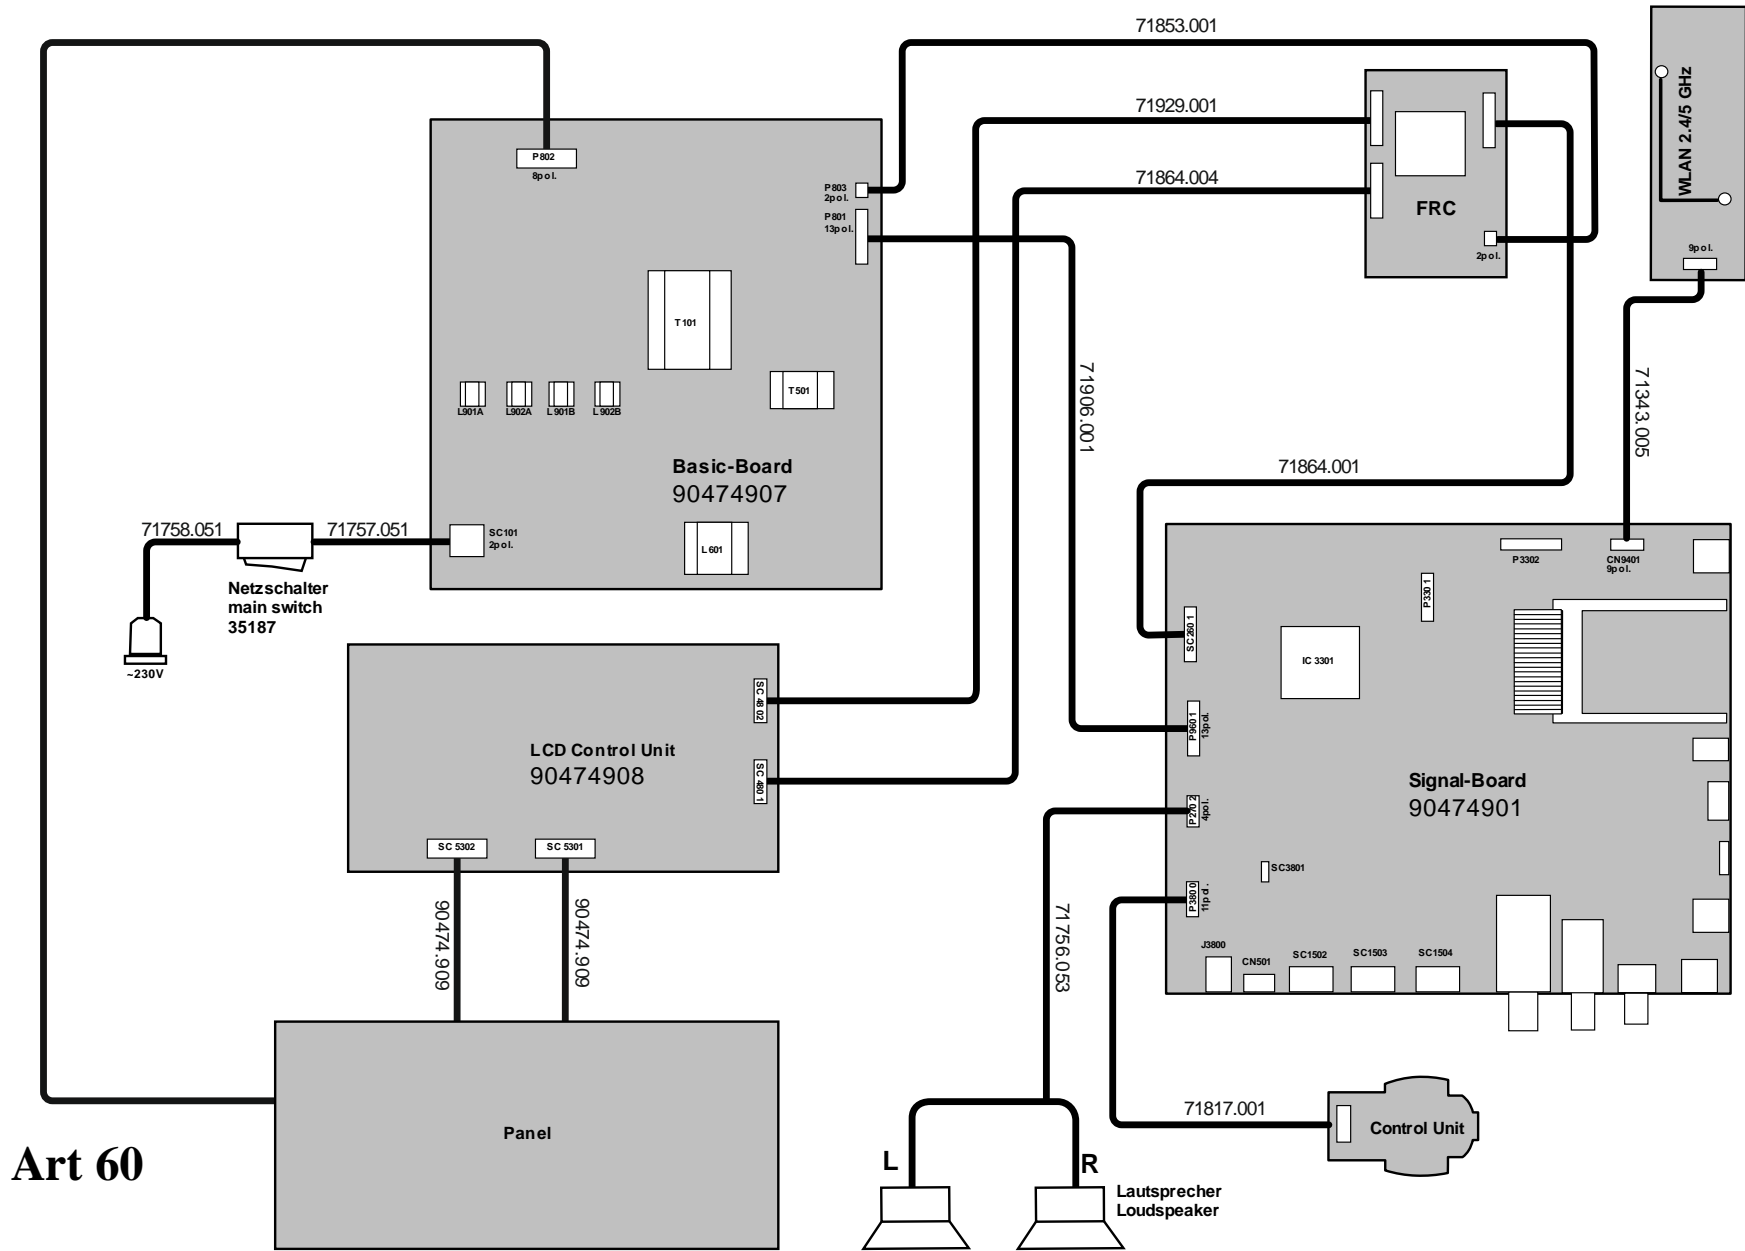 71853.001
WLAN 2.4/5 GHz
71929.001
P802
8pol.
71864.004
P803
2pol.
P801
13pol.
FRC
2pol.
9pol.
T101
T501
71906.001
71343.005
L901A
L902A
L901B
L902B
Basic-Board
90474907
71864.001
71758.051
71757.051
SC101
2pol.
L601
P3302
CN9401
9pol.
Netzschalter
main switch
35187
P3301
SC2601
IC 3301
~230V
SC 4802
P9601
13pol.
LCD Control Unit
90474908
SC 4801
Signal-Board
90474901
P2702
4pol.
SC 5302
SC 5301
SC3801
P3800
11pol.
90474.909
90474.909
71756.053
J3800
CN501
SC1502
SC1503
SC1504
71817.001
Control Unit
Panel
Art 60
L
R
Lautsprecher
Loudspeaker